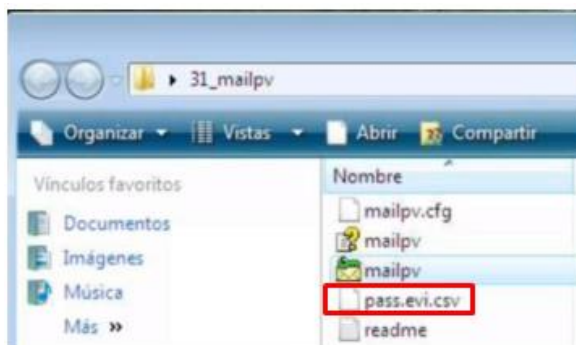 31_mailpv
Organizar Vistas Abrir Compartir
Vínculos favoritos
Documentos
Imágenes
Música
Más »
Nombre
mailpv.cfg
mailpv
mailpv
pass.evi.csv
readme